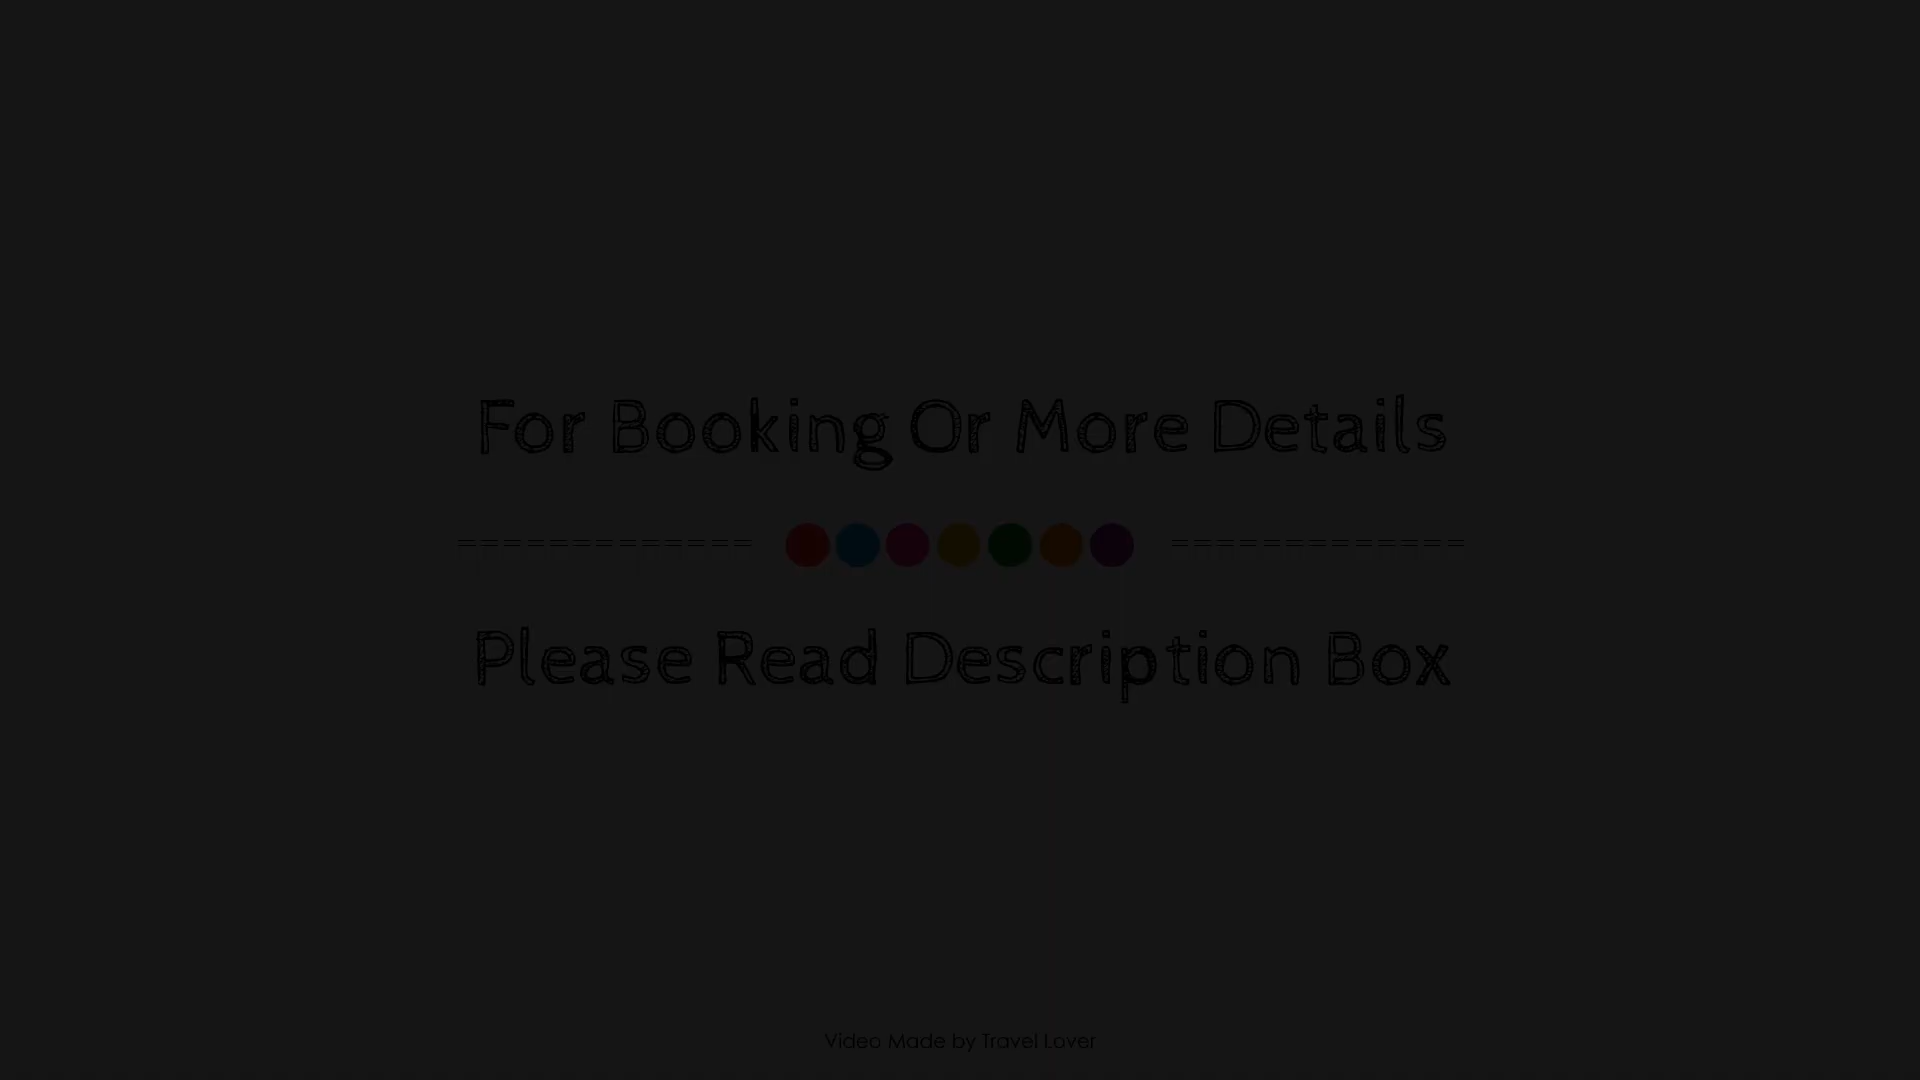 For Booking Or More Details
============= =============
Please Read Description Box
Video Made by Travel Lover